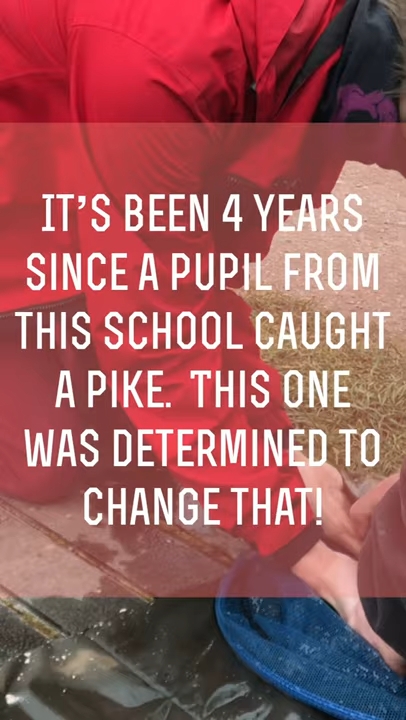 IT'S BEEN 4 YEARS
SINCE A PUPIL FROM
THIS SCHOOL CAUGHT
A PIKE. THIS ONE
WAS DETERMINED TO
CHANGE THAT!